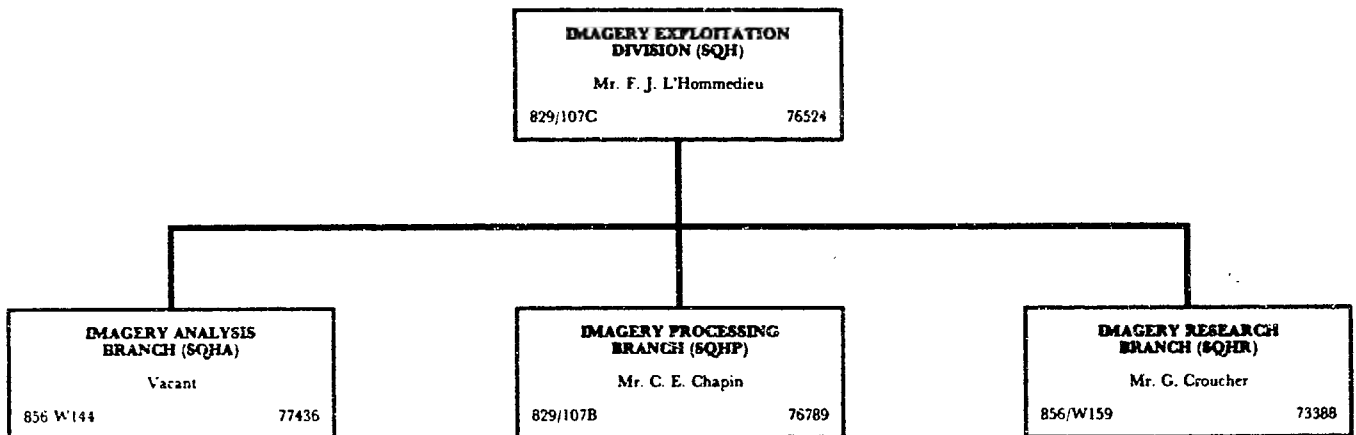 IMAGERY EXPLOITATION
DIVISION (SQH)
Mr. F. J. L'Hommedieu
829/107C 76524
IMAGERY ANALYSIS
BRANCH (SQHA)
Vacant
856 W144 77436
IMAGERY PROCESSING
BRANCH (SQHP)
Mr. C. E. Chapin
829/107B 76789
IMAGERY RESEARCH
BRANCH (SQHR)
Mr. G. Croucher
856/W159 73388